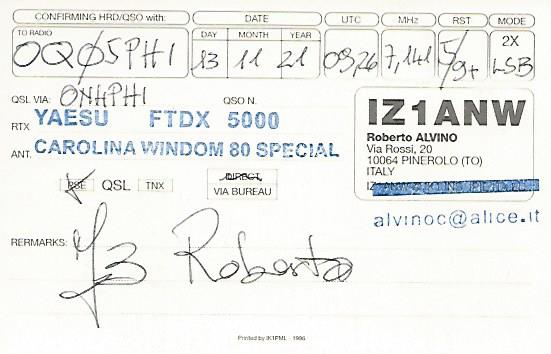 CONFIRMING HRD/QSO with: DATE UTC MHz RST MODE
TO RADIO DAY MONTH YEAR 2X
OQØ5PHI 13 11 21 09,26 7,141 5/9+ LSB
QSL VIA: ON4PHI QSO N.
RTX YAESU FTDX 5000
ANT. CAROLINA WINDOM 80 SPECIAL
PSE QSL TNX DIRECT
VIA BUREAU
IZ1ANW
Roberto ALVINO
Via Rossi, 20
10064 PINEROLO (TO)
ITALY
alvinoc@alice.it
RERMARKS: 73 Roberto
Printed by IK1PML - 1996